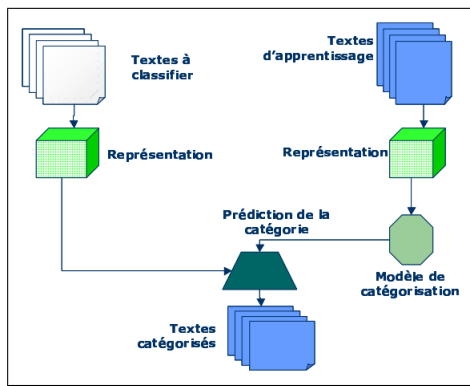 Textes à
classifier
Textes
d'apprentissage
Représentation
Représentation
Prédiction de la
catégorie
Modèle de
catégorisation
Textes
catégorisés